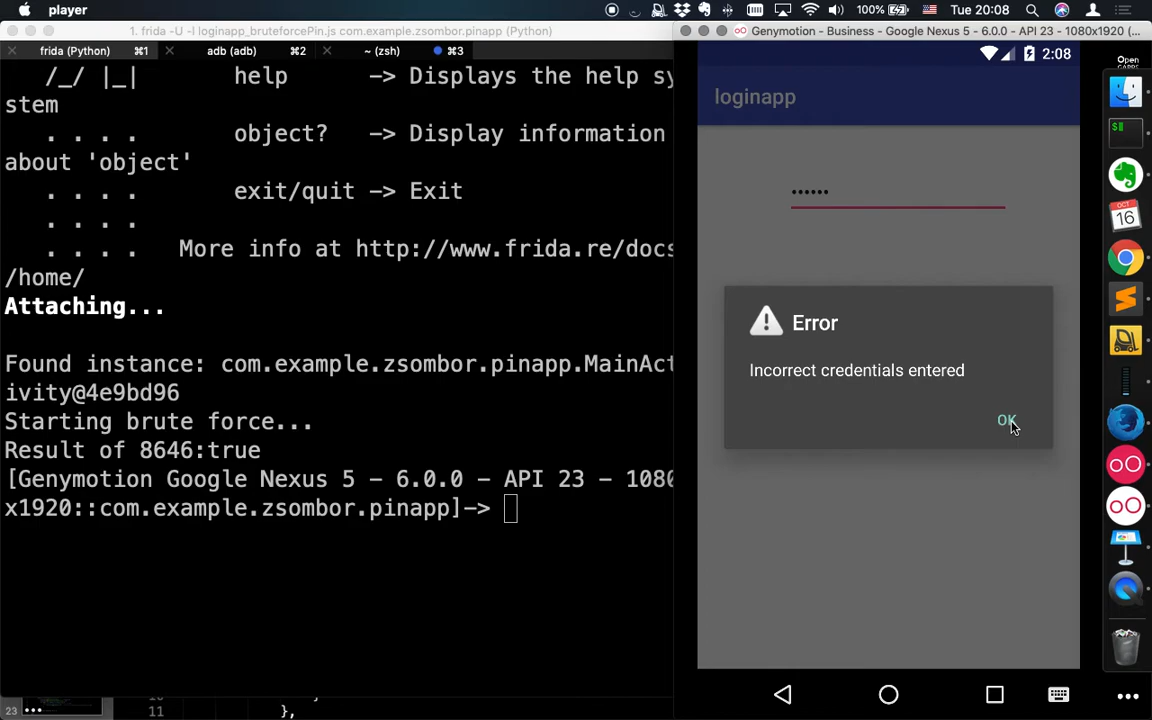 player
100%
Tue 20:08
1. frida -U -l loginapp_bruteforcePin.js com.example.zsombor.pinapp (Python)
frida (Python) ⌘1
adb (adb) ⌘2
~ (zsh) ⌘3
/_/ |_| help -> Displays the help sy
stem
. . . . object? -> Display information
about 'object'
. . . . exit/quit -> Exit
. . . .
. . . . More info at http://www.frida.re/docs
/home/
Attaching...
Found instance: com.example.zsombor.pinapp.MainAct
ivity@4e9bd96
Starting brute force...
Result of 8646:true
[Genymotion Google Nexus 5 – 6.0.0 – API 23 – 1080
x1920::com.example.zsombor.pinapp]->
23
11
},
Genymotion - Business - Google Nexus 5 - 6.0.0 - API 23 - 1080x1920 (...
2:08
loginapp
••••••
Error
Incorrect credentials entered
OK
Open
GAPPS
$
OCT
16